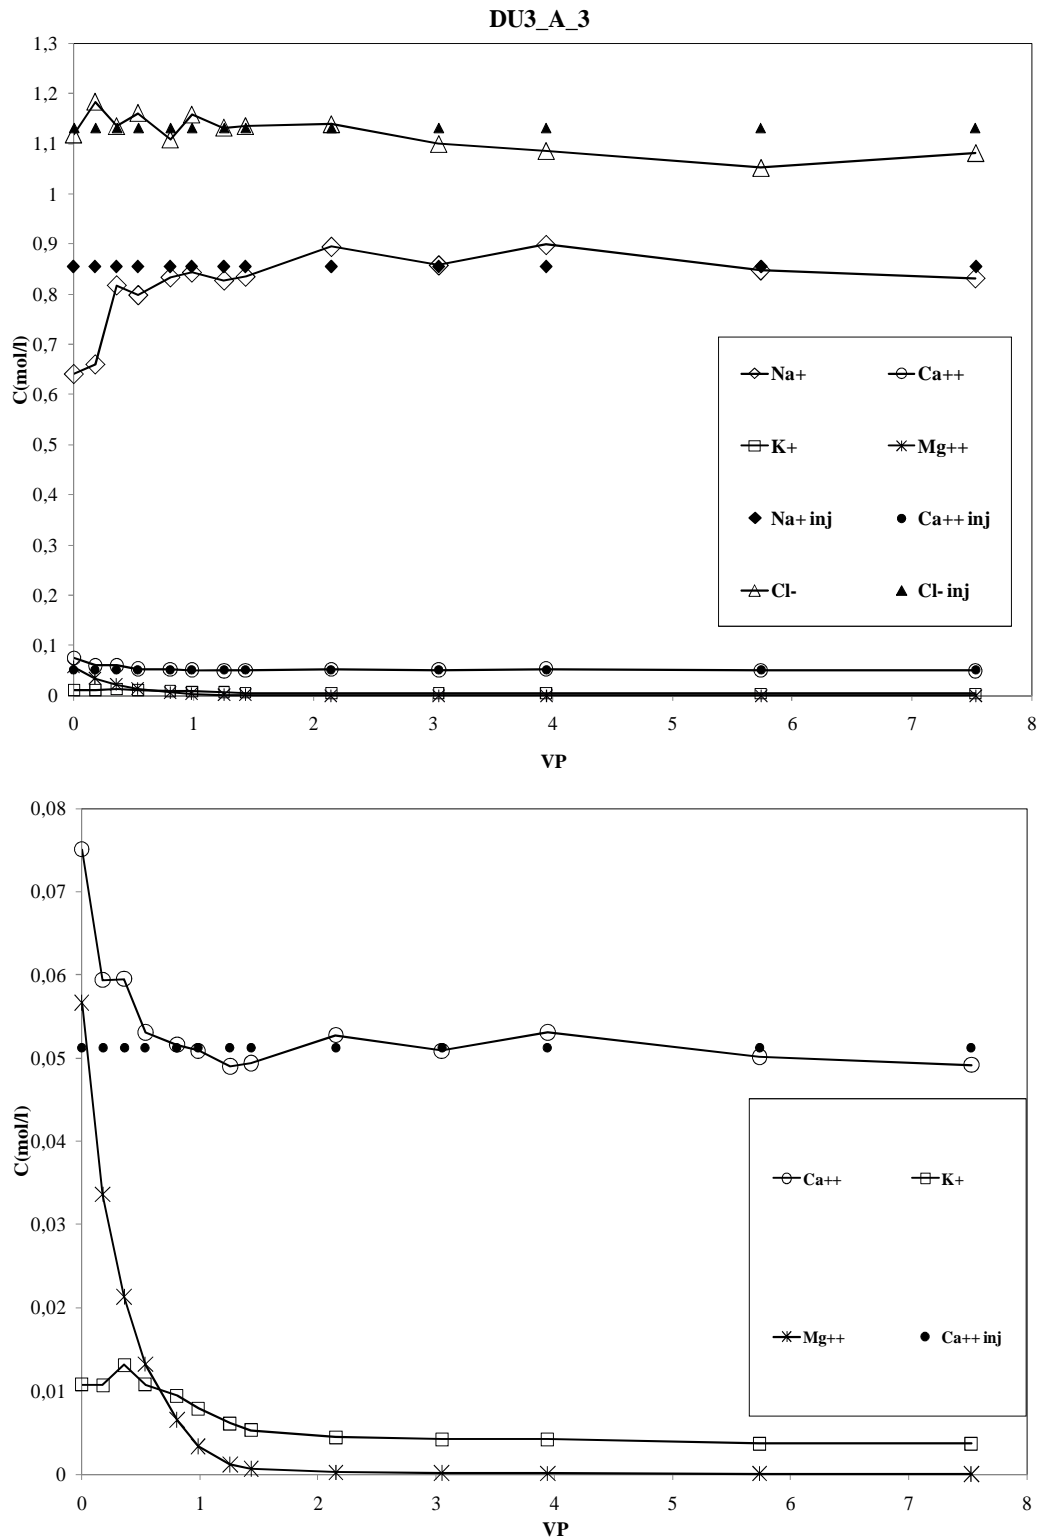 DU3_A_3
1,3
1,2
1,1
1
0,9
0,8
0,7
0,6
0,5
0,4
0,3
0,2
0,1
0
C(mol/l)
Na+ Ca++
K+ Mg++
Na+ inj Ca++ inj
Cl- Cl- inj
0 1 2 3 4 5 6 7 8
VP
0,08
0,07
0,06
0,05
0,04
0,03
0,02
0,01
0
C(mol/l)
Ca++ K+
Mg++ Ca++ inj
0 1 2 3 4 5 6 7 8
VP